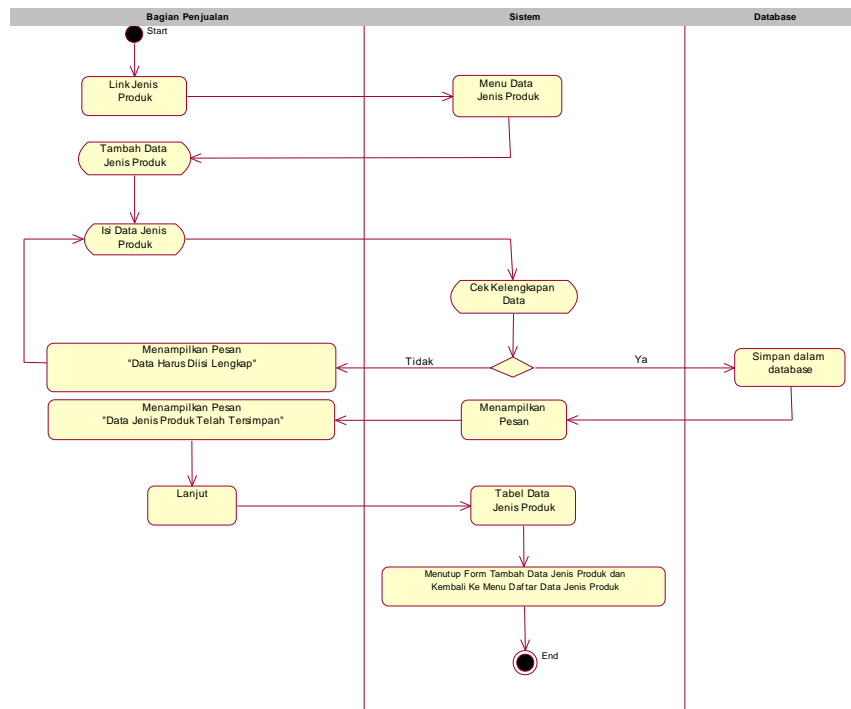 Bagian Penjualan
Sistem
Database
Start
Link Jenis
Produk
Menu Data
Jenis Produk
Tambah Data
Jenis Produk
Isi Data Jenis
Produk
Cek Kelengkapan
Data
Tidak
Ya
Menampilkan Pesan
"Data Harus Diisi Lengkap"
Simpan dalam
database
Menampilkan Pesan
"Data Jenis Produk Telah Tersimpan"
Menampilkan
Pesan
Lanjut
Tabel Data
Jenis Produk
Menutup Form Tambah Data Jenis Produk dan
Kembali Ke Menu Daftar Data Jenis Produk
End